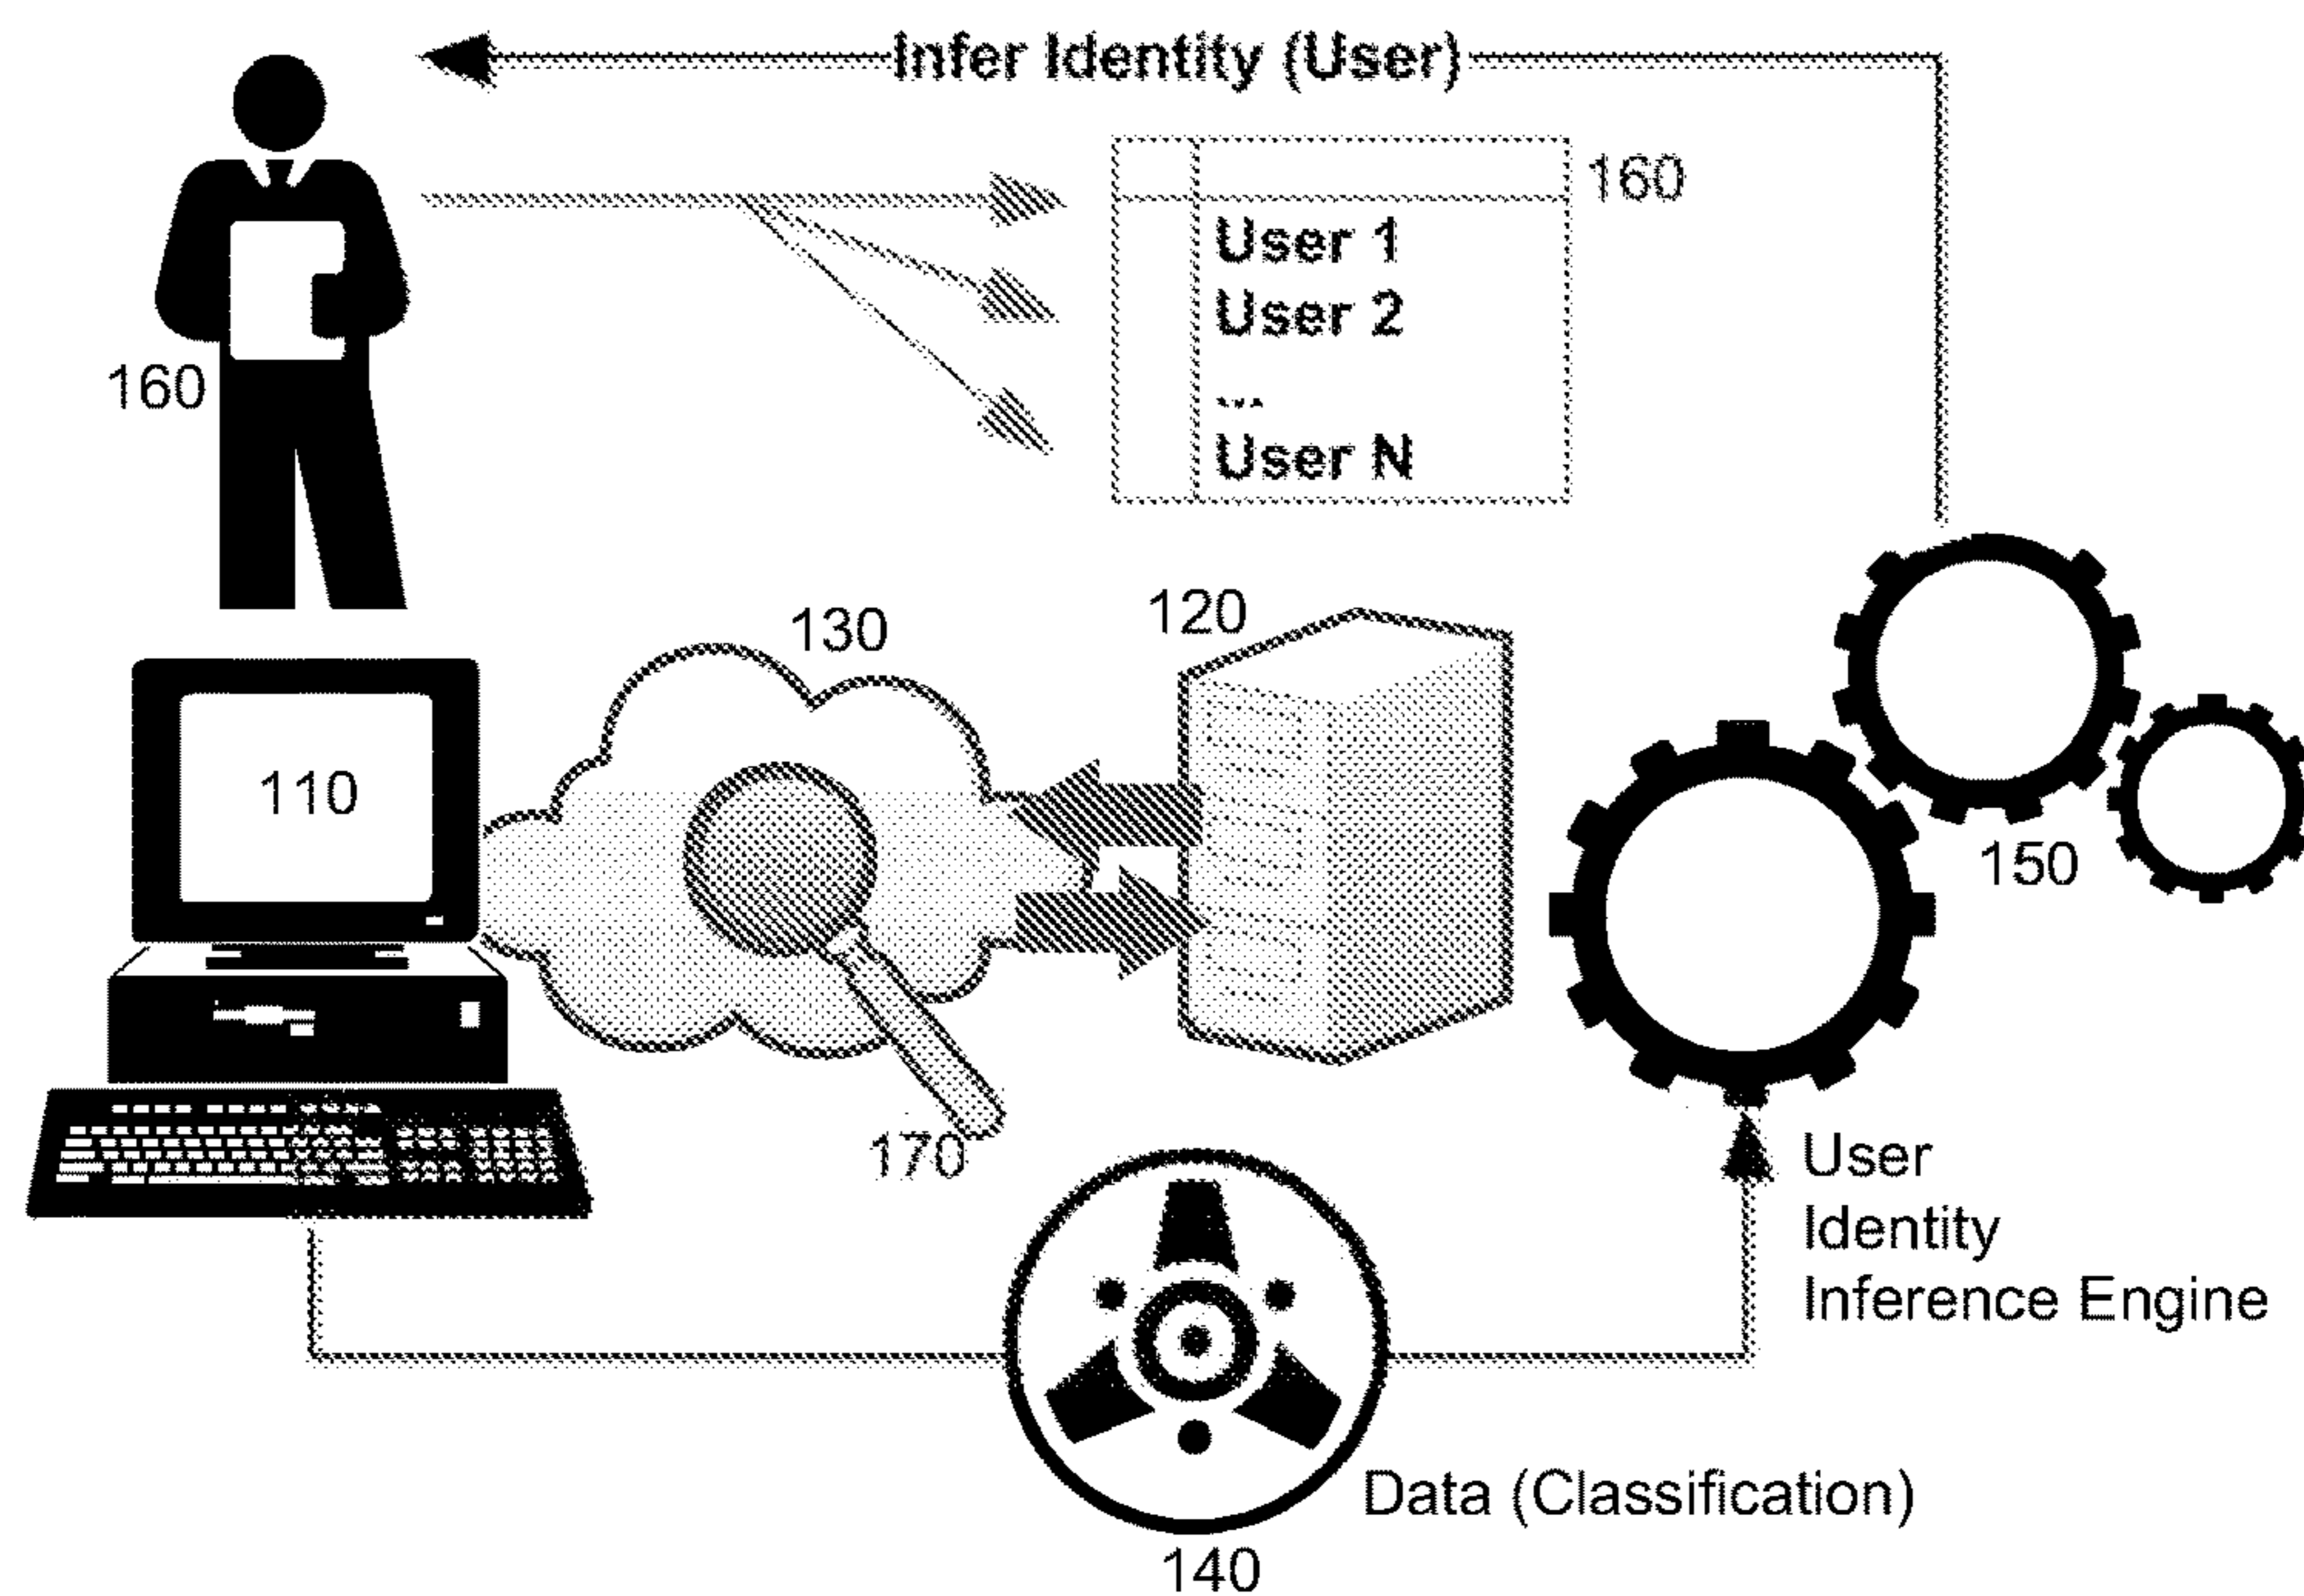 Infer Identity (User)
160
User 1
User 2
...
User N
160
130
120
110
150
170
User
Identity
Inference Engine
Data (Classification)
140